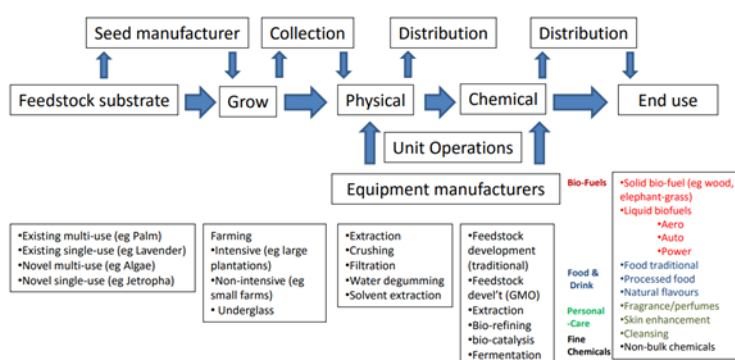 Seed manufacturer
Collection
Distribution
Distribution
Feedstock substrate
Grow
Physical
Chemical
End use
Unit Operations
Equipment manufacturers
•Existing multi-use (eg Palm)
•Existing single-use (eg Lavender)
•Novel multi-use (eg Algae)
•Novel single-use (eg Jetropha)
Farming
•Intensive (eg large
plantations)
•Non-intensive (eg
small farms)
• Underglass
•Extraction
•Crushing
•Filtration
•Water degumming
•Solvent extraction
•Feedstock
development
(traditional)
•Feedstock
devel't (GMO)
•Extraction
•Bio-refining
•bio-catalysis
•Fermentation
Bio-Fuels
Food &
Drink
Personal
-Care
Fine
Chemicals
•Solid bio-fuel (eg wood,
elephant-grass)
•Liquid biofuels
•Aero
•Auto
•Power
•Food traditional
•Processed food
•Natural flavours
•Fragrance/perfumes
•Skin enhancement
•Cleansing
•Non-bulk chemicals